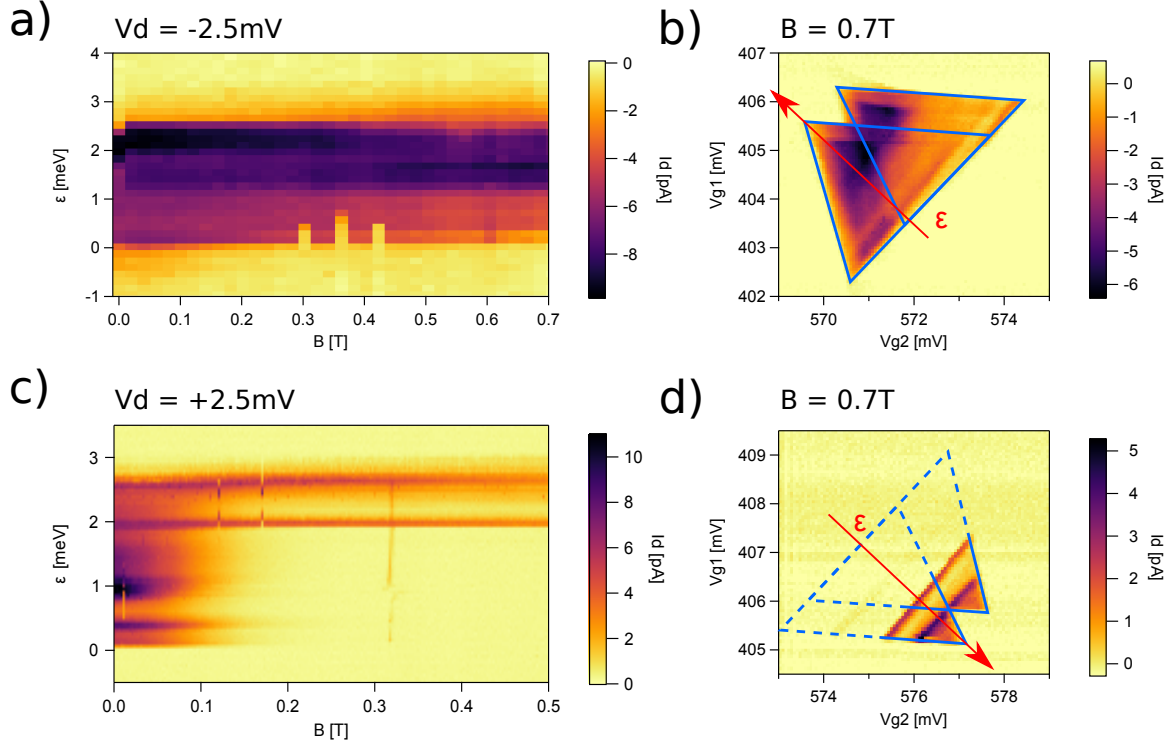 a)
Vd = -2.5mV
4
3
2
1
0
-1
ε [meV]
0.0 0.1 0.2 0.3 0.4 0.5 0.6 0.7
B [T]
0
-2
-4
-6
-8
Id [pA]
b)
B = 0.7T
407
406
405
404
403
402
Vg1 [mV]
ε
570 572 574
Vg2 [mV]
0
-1
-2
-3
-4
-5
-6
Id [pA]
c)
Vd = +2.5mV
3
2
1
0
ε [meV]
0.0 0.1 0.2 0.3 0.4 0.5
B [T]
10
8
6
4
2
0
Id [pA]
d)
B = 0.7T
409
408
407
406
405
Vg1 [mV]
ε
574 576 578
Vg2 [mV]
5
4
3
2
1
0
Id [pA]